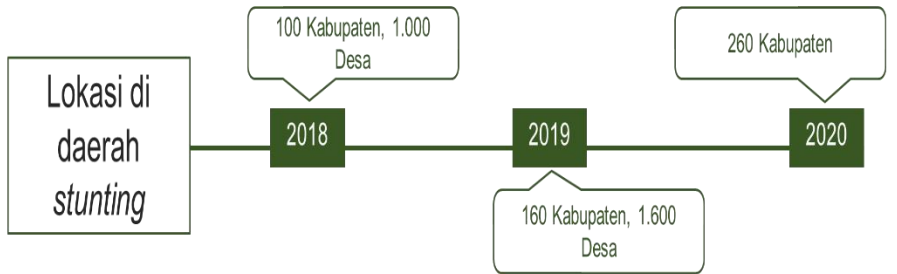 Lokasi di
daerah
stunting
100 Kabupaten, 1.000
Desa
2018
2019
160 Kabupaten, 1.600
Desa
260 Kabupaten
2020